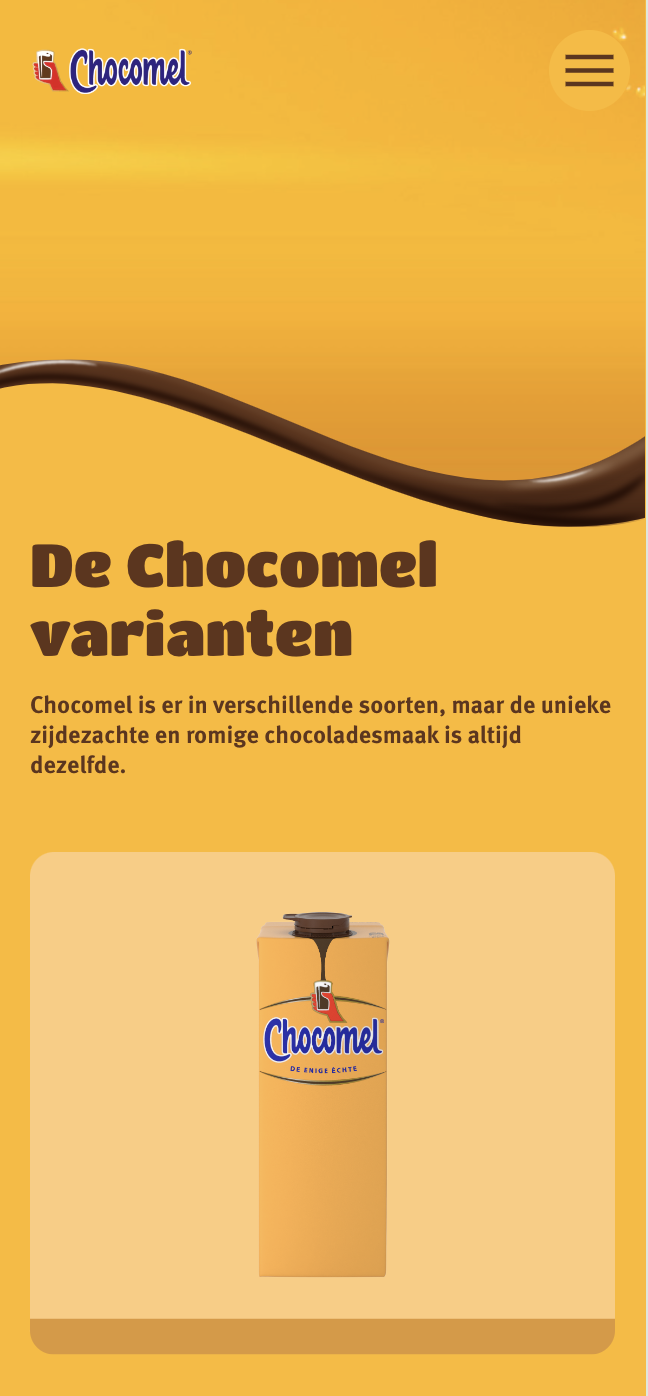 Chocomel
De Chocomel
varianten
Chocomel is er in verschillende soorten, maar de unieke
zijdezachte en romige chocoladesmaak is altijd
dezelfde.
Chocomel
DE ENIGE ÉCHTE